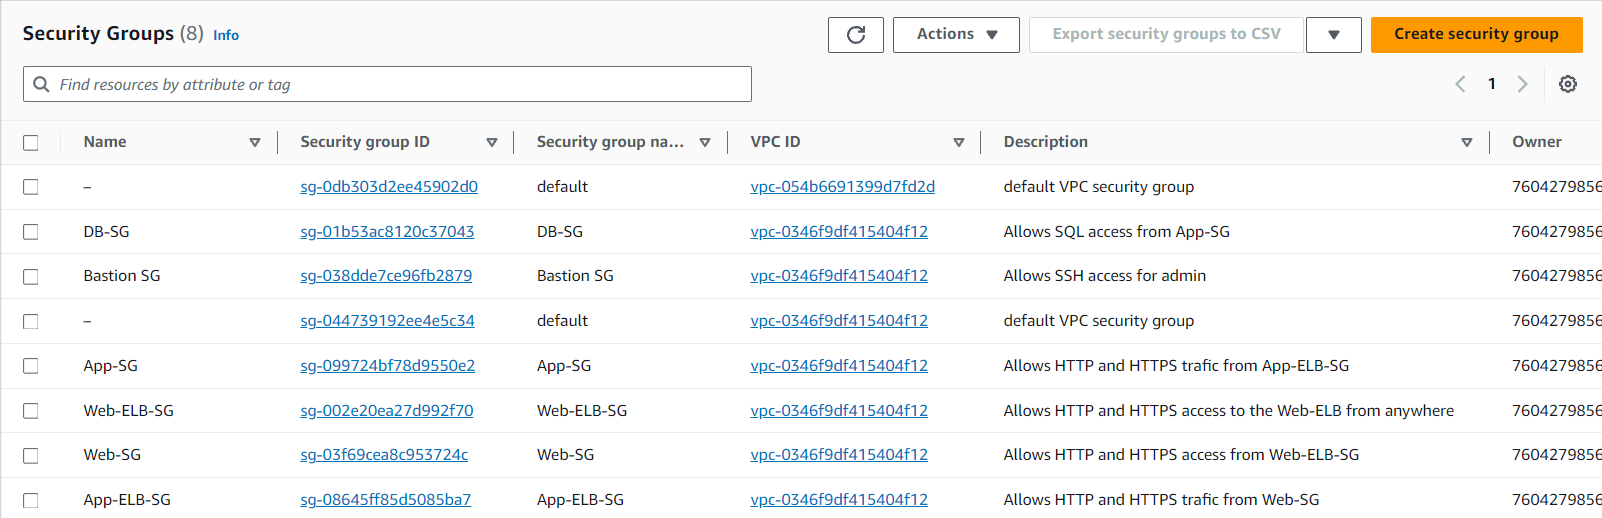 Security Groups (8) Info
Actions
Export security groups to CSV
Create security group
Find resources by attribute or tag
1
Name Security group ID Security group na... VPC ID Description Owner
– sg-0db303d2ee45902d0 default vpc-054b6691399d7fd2d default VPC security group 7604279856
DB-SG sg-01b53ac8120c37043 DB-SG vpc-0346f9df415404f12 Allows SQL access from App-SG 7604279856
Bastion SG sg-038dde7ce96fb2879 Bastion SG vpc-0346f9df415404f12 Allows SSH access for admin 7604279856
– sg-044739192ee4e5c34 default vpc-0346f9df415404f12 default VPC security group 7604279856
App-SG sg-099724bf78d9550e2 App-SG vpc-0346f9df415404f12 Allows HTTP and HTTPS trafic from App-ELB-SG 7604279856
Web-ELB-SG sg-002e20ea27d992f70 Web-ELB-SG vpc-0346f9df415404f12 Allows HTTP and HTTPS access to the Web-ELB from anywhere 7604279856
Web-SG sg-03f69cea8c953724c Web-SG vpc-0346f9df415404f12 Allows HTTP and HTTPS access from Web-ELB-SG 7604279856
App-ELB-SG sg-08645ff85d5085ba7 App-ELB-SG vpc-0346f9df415404f12 Allows HTTP and HTTPS trafic from Web-SG 7604279856